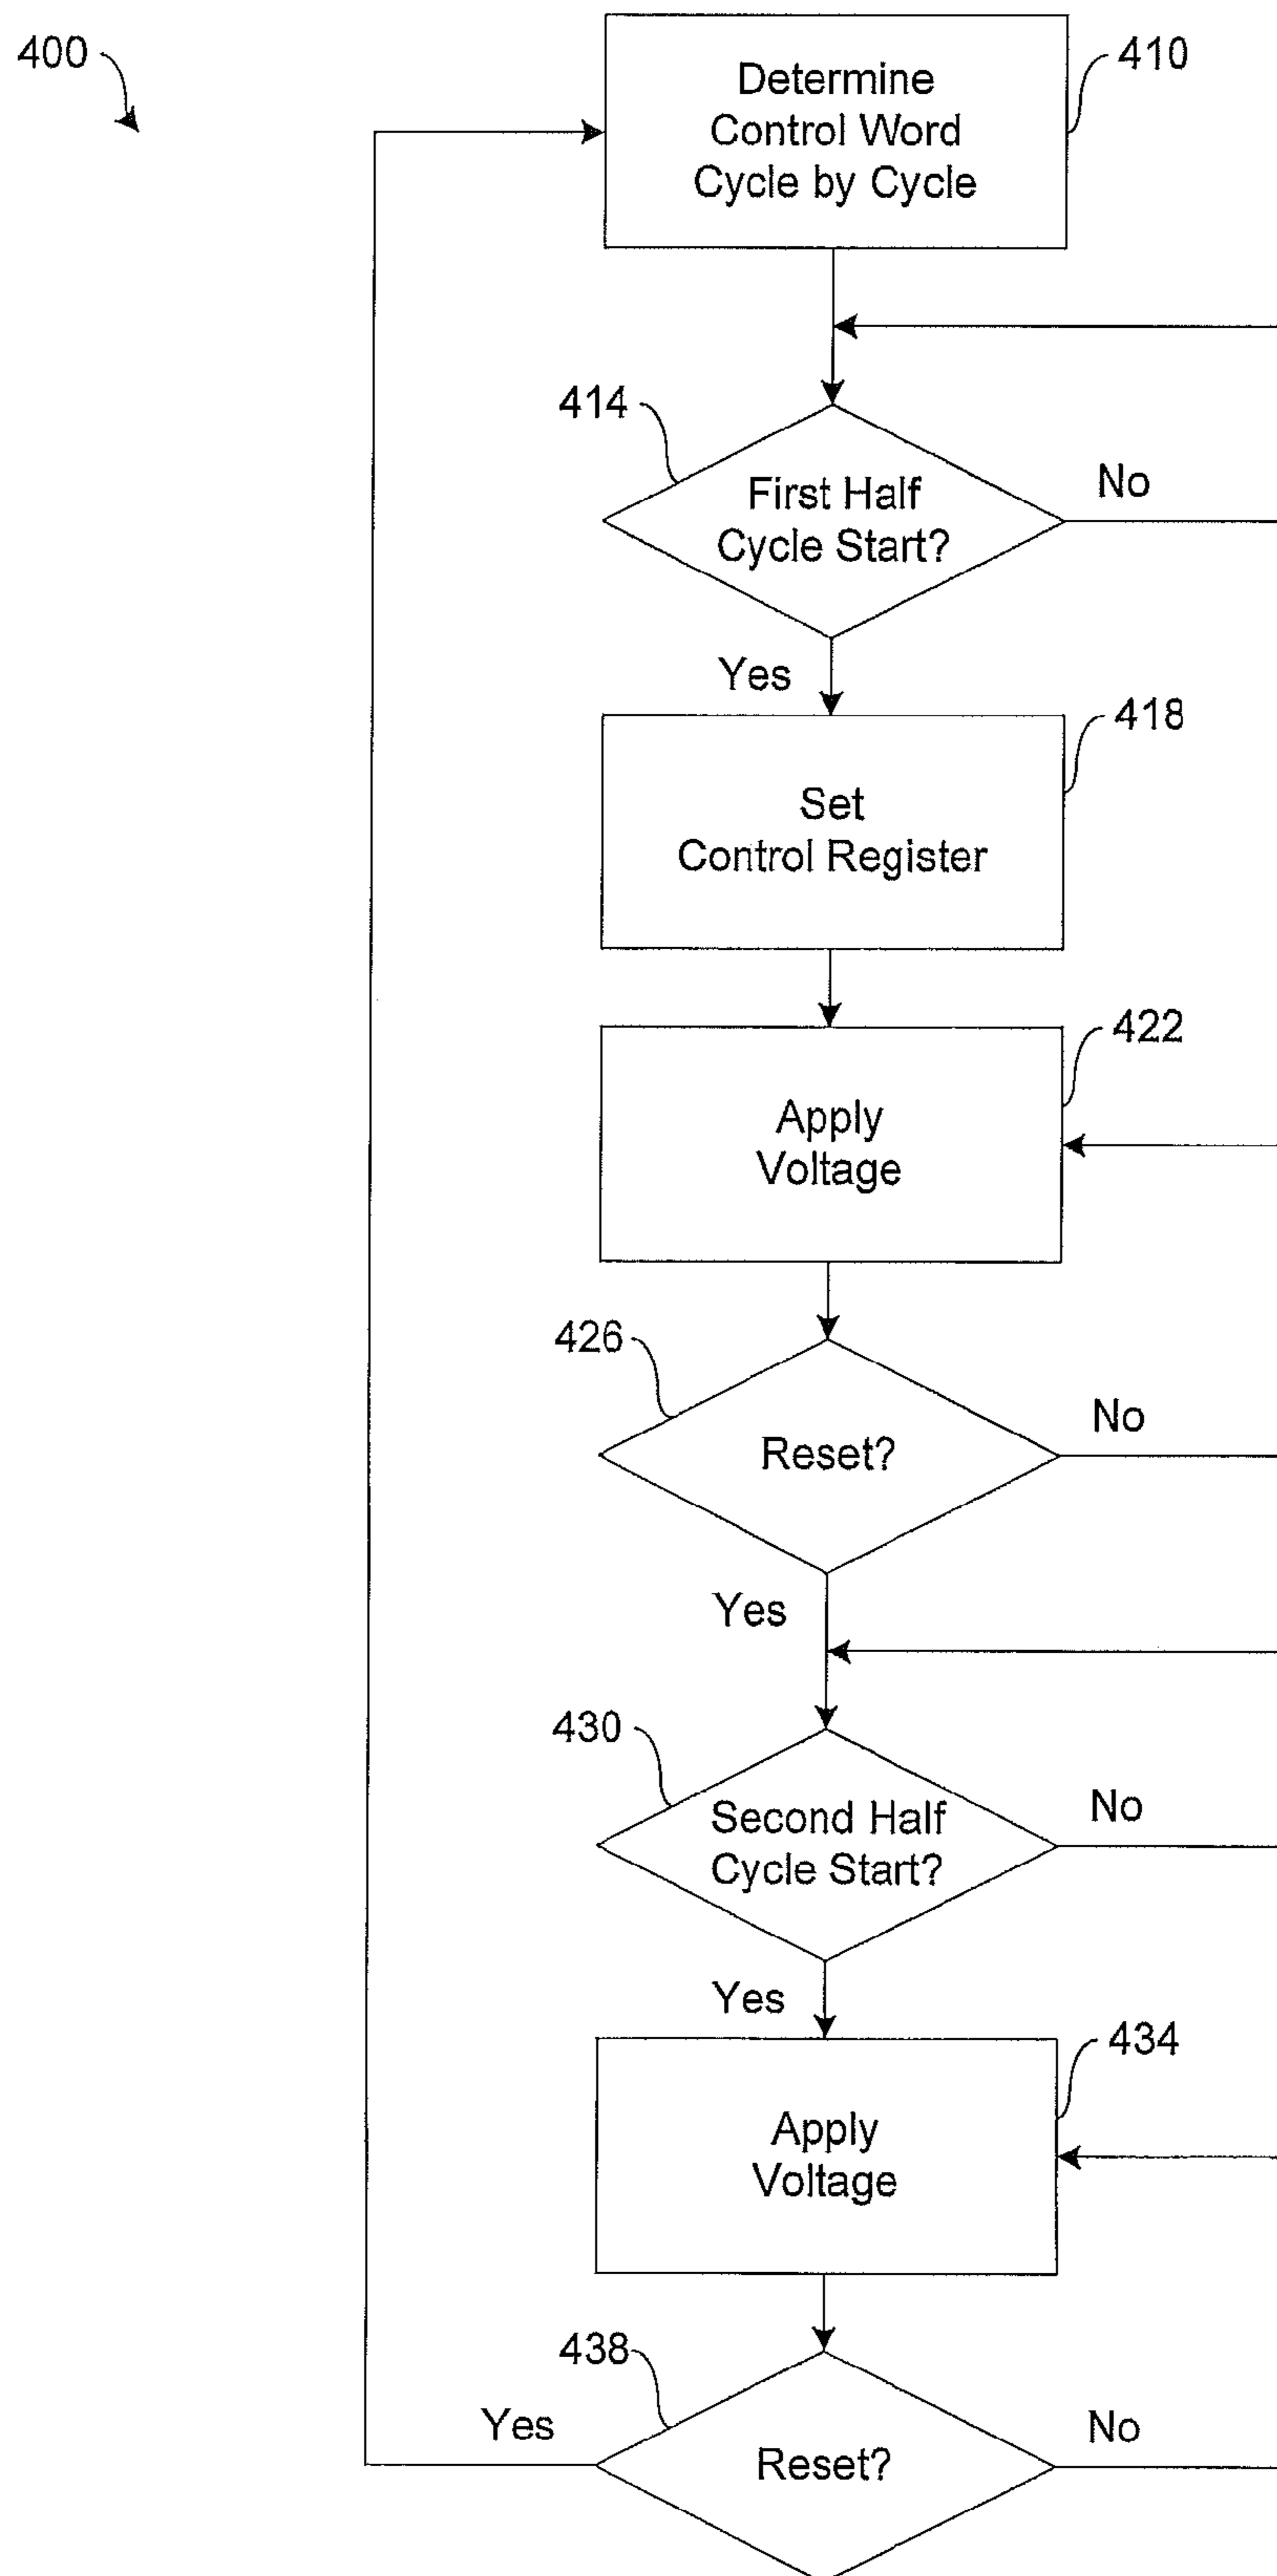 400
Determine
Control Word
Cycle by Cycle
410
414
First Half
Cycle Start?
No
Yes
418
Set
Control Register
422
Apply
Voltage
426
Reset?
No
Yes
430
Second Half
Cycle Start?
No
Yes
434
Apply
Voltage
438
Yes
Reset?
No